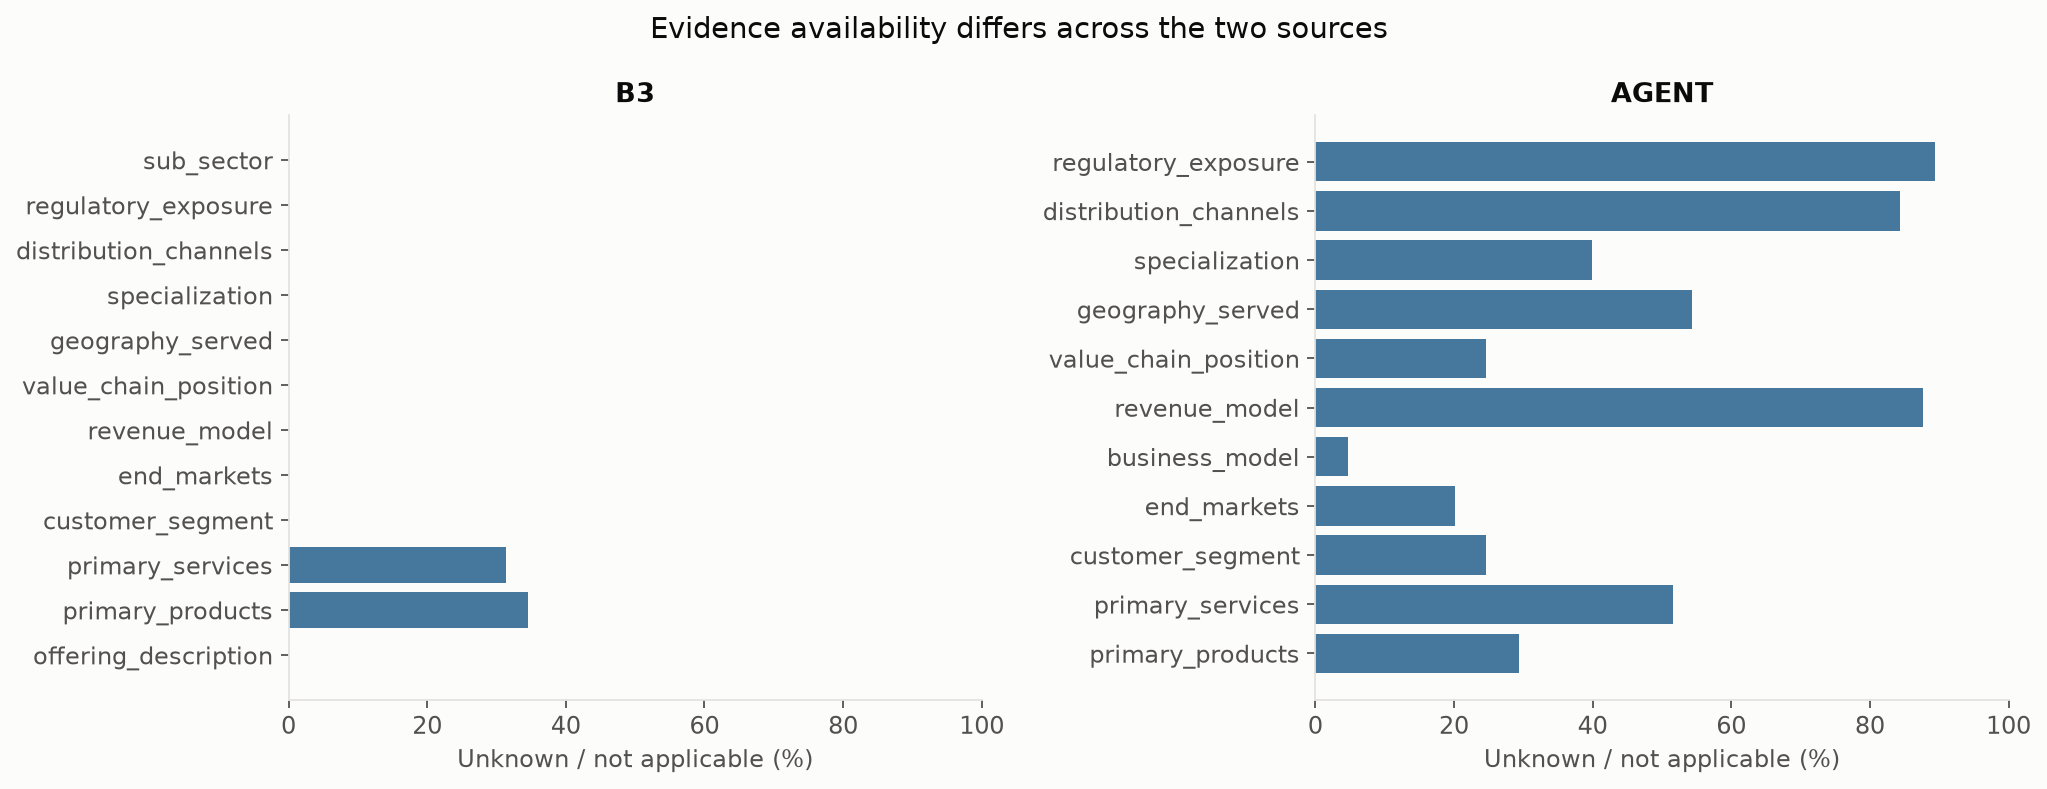 Evidence availability differs across the two sources
B3
sub_sector
regulatory_exposure
distribution_channels
specialization
geography_served
value_chain_position
revenue_model
end_markets
customer_segment
primary_services
primary_products
offering_description
0 20 40 60 80 100
Unknown / not applicable (%)
AGENT
regulatory_exposure
distribution_channels
specialization
geography_served
value_chain_position
revenue_model
business_model
end_markets
customer_segment
primary_services
primary_products
0 20 40 60 80 100
Unknown / not applicable (%)